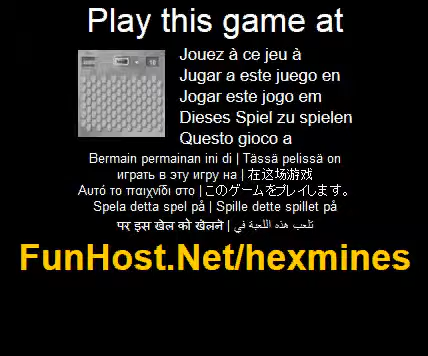 Play this game at
Jouez à ce jeu à
Jugar a este juego en
Jogar este jogo em
Dieses Spiel zu spielen
Questo gioco a
Bermain permainan ini di | Tässä pelissä on
играть в эту игру на | 在这场游戏
Αυτό το παιχνίδι στο | このゲームをプレイします。
Spela detta spel på | Spille dette spillet på
पर इस खेल को खेलने | تلعب هذه اللعبة في
FunHost.Net/hexmines